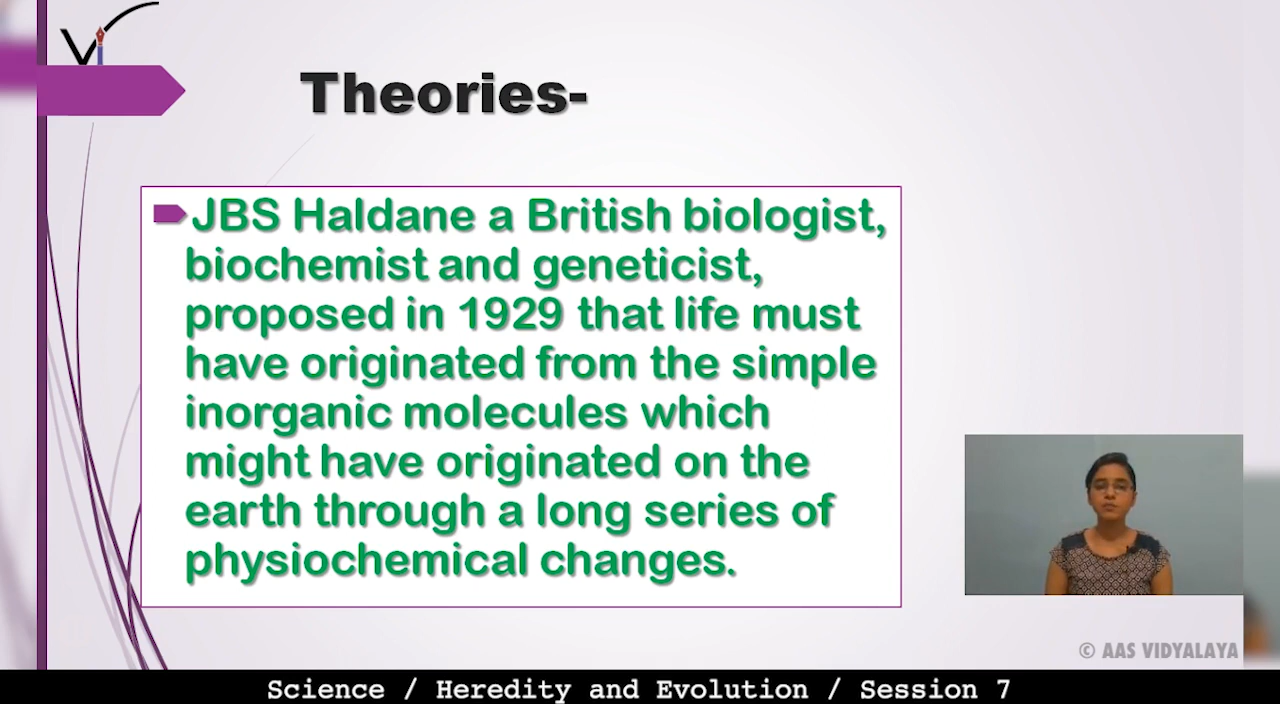 Theories-
JBS Haldane a British biologist,
biochemist and geneticist,
proposed in 1929 that life must
have originated from the simple
inorganic molecules which
might have originated on the
earth through a long series of
physiochemical changes.
© AAS VIDYALAYA
Science / Heredity and Evolution / Session 7